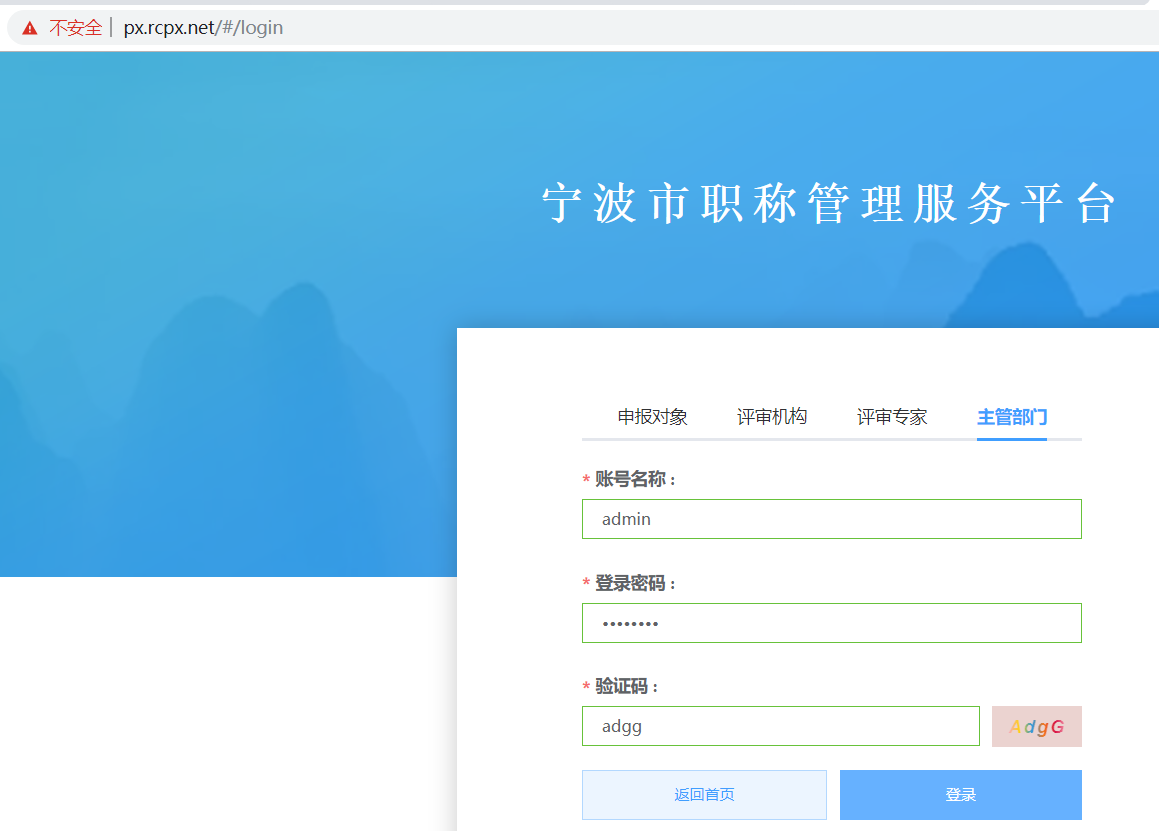 不安全 px.rcpx.net/#/login
宁波市职称管理服务平台
申报对象 评审机构 评审专家 主管部门
* 账号名称：
admin
* 登录密码：
••••••••
* 验证码：
adgg AdgG
返回首页 登录